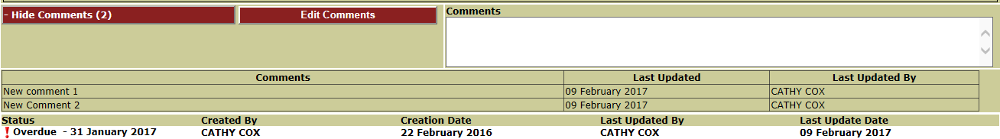 - Hide Comments (2) Edit Comments Comments
Comments Last Updated Last Updated By
New comment 1 09 February 2017 CATHY COX
New Comment 2 09 February 2017 CATHY COX
Status Created By Creation Date Last Updated By Last Update Date
Overdue - 31 January 2017 CATHY COX 22 February 2016 CATHY COX 09 February 2017